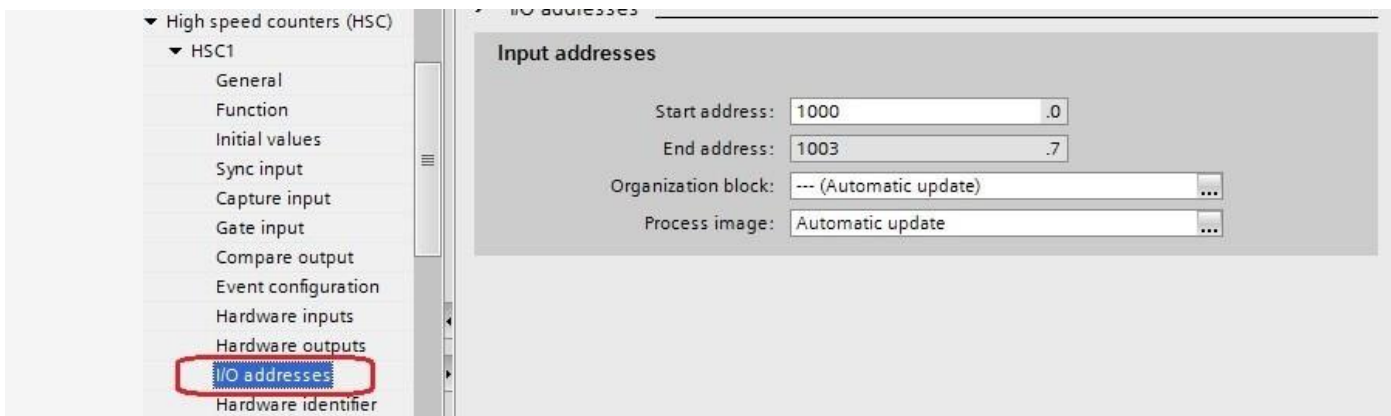 High speed counters (HSC)
HSC1
General
Function
Initial values
Sync input
Capture input
Gate input
Compare output
Event configuration
Hardware inputs
Hardware outputs
I/O addresses
Hardware identifier
I/O addresses
Input addresses
Start address: 1000 .0
End address: 1003 .7
Organization block: --- (Automatic update) ...
Process image: Automatic update ...